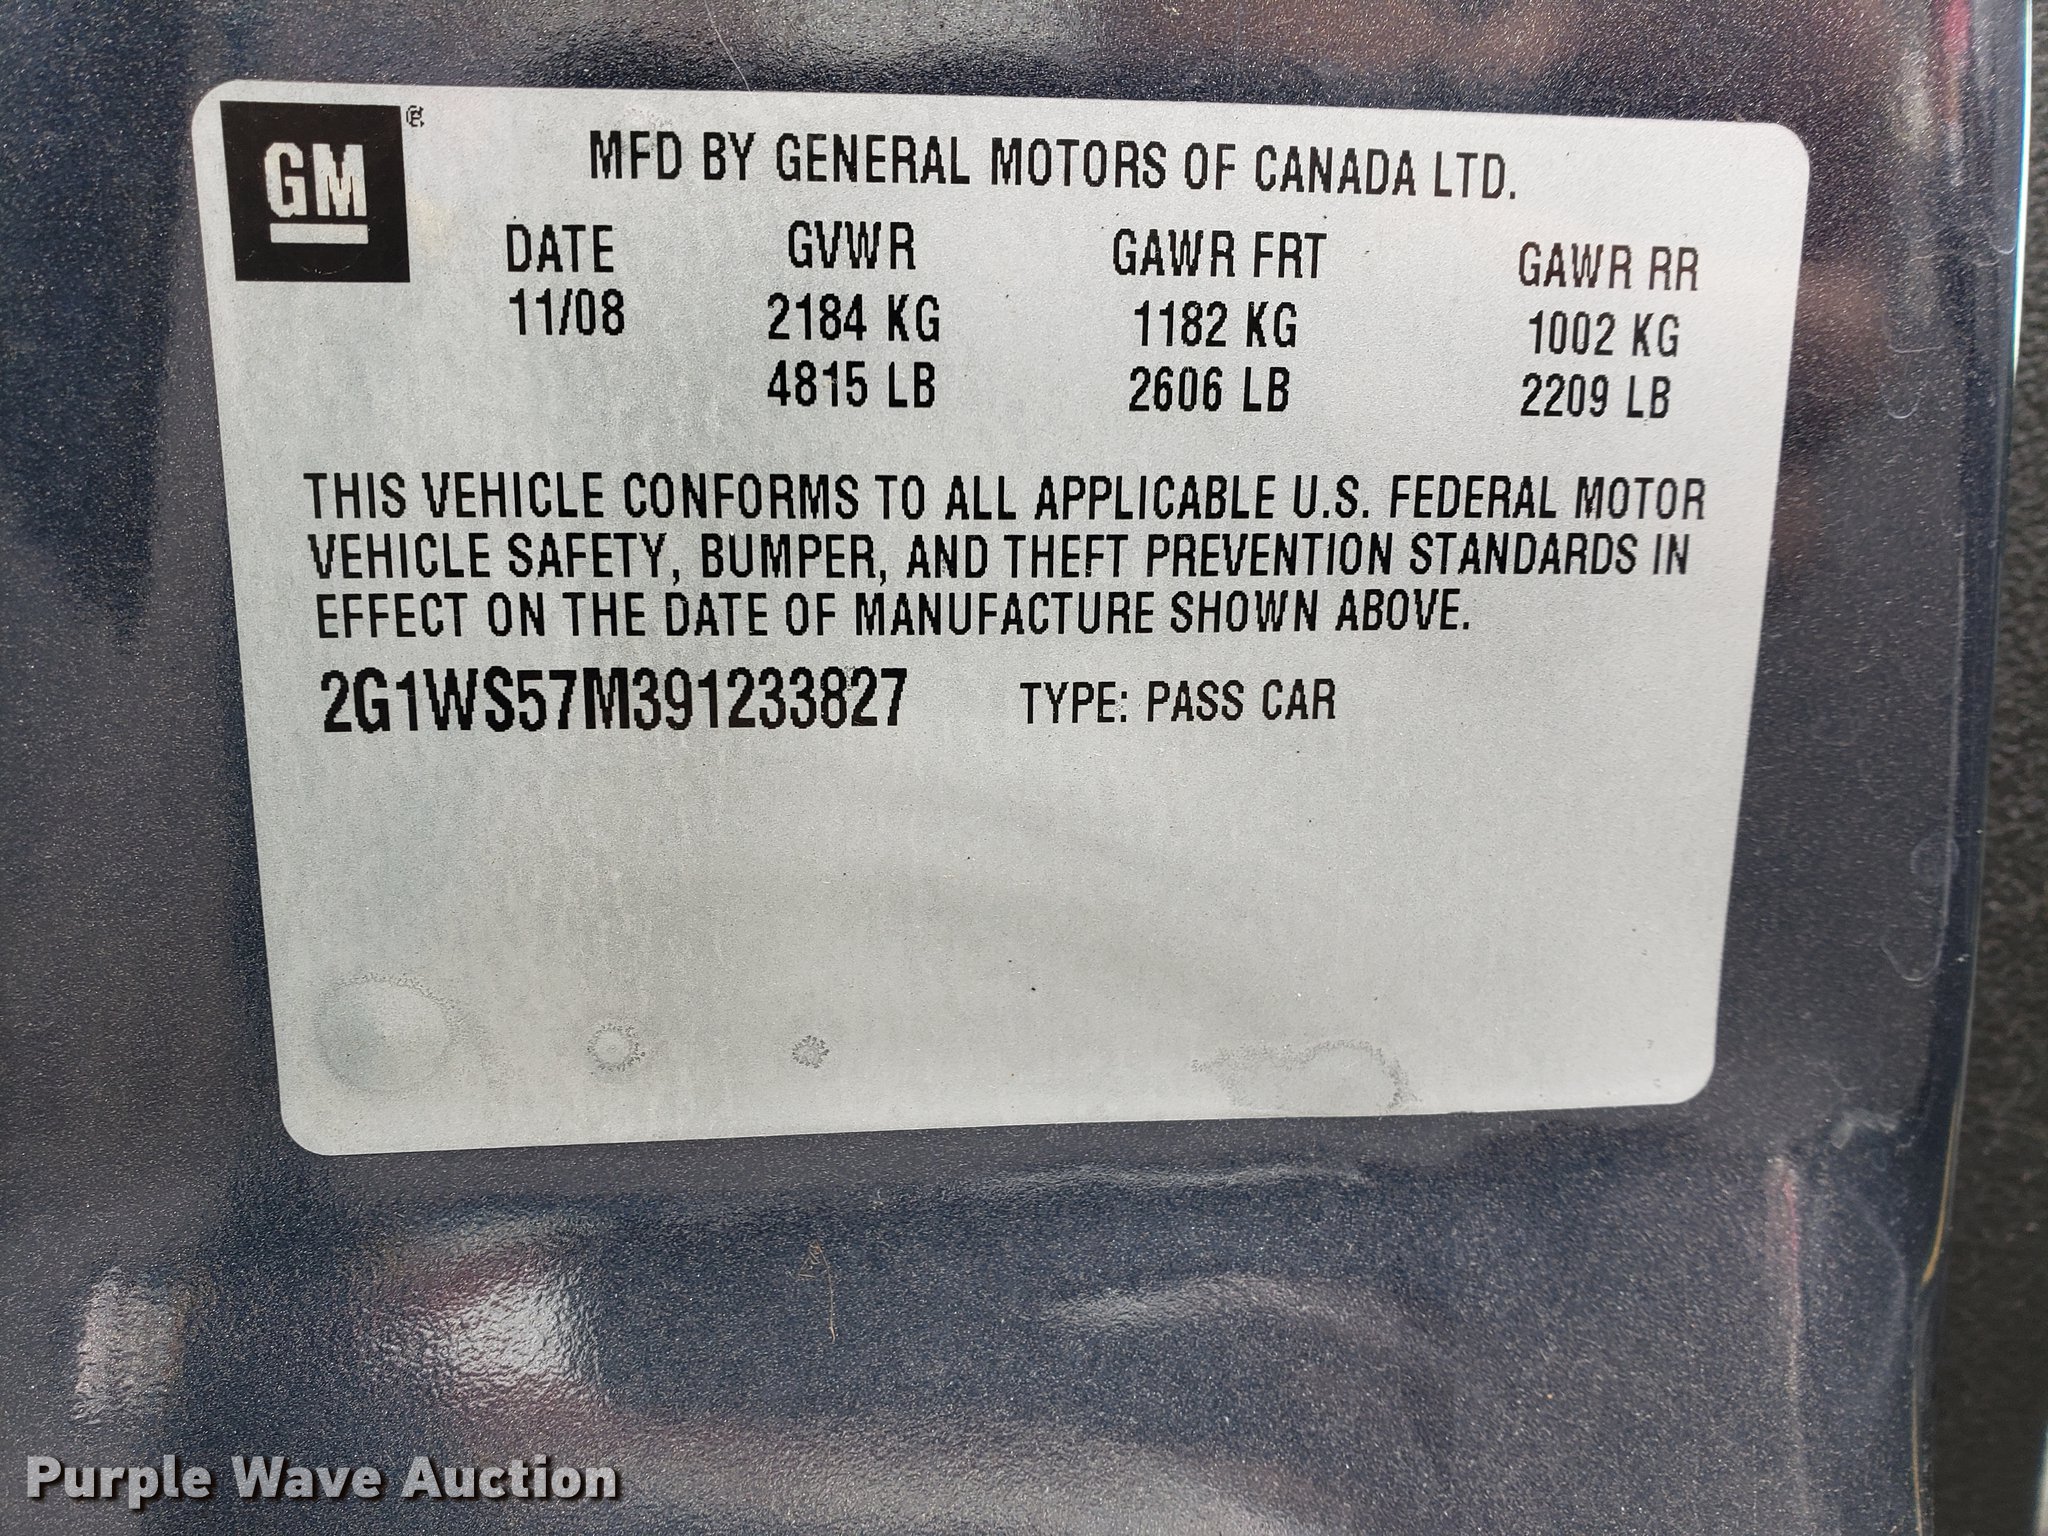 GM
MFD BY GENERAL MOTORS OF CANADA LTD.
DATE GVWR GAWR FRT GAWR RR
11/08 2184 KG 1182 KG 1002 KG
4815 LB 2606 LB 2209 LB
THIS VEHICLE CONFORMS TO ALL APPLICABLE U.S. FEDERAL MOTOR
VEHICLE SAFETY, BUMPER, AND THEFT PREVENTION STANDARDS IN
EFFECT ON THE DATE OF MANUFACTURE SHOWN ABOVE.
2G1WS57M391233827 TYPE: PASS CAR
Purple Wave Auction